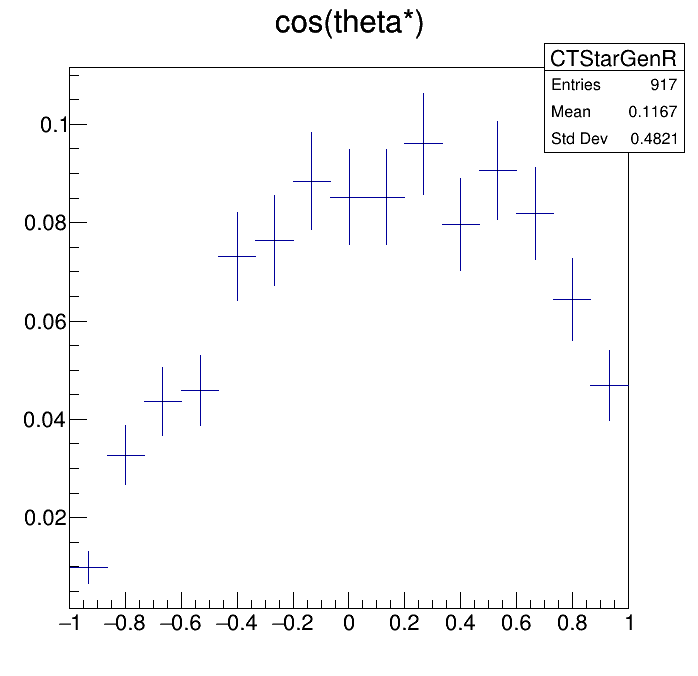 cos(theta*)
CTStarGenR
Entries 917
Mean 0.1167
Std Dev 0.4821
0.1
0.08
0.06
0.04
0.02
−1 −0.8 −0.6 −0.4 −0.2 0 0.2 0.4 0.6 0.8 1